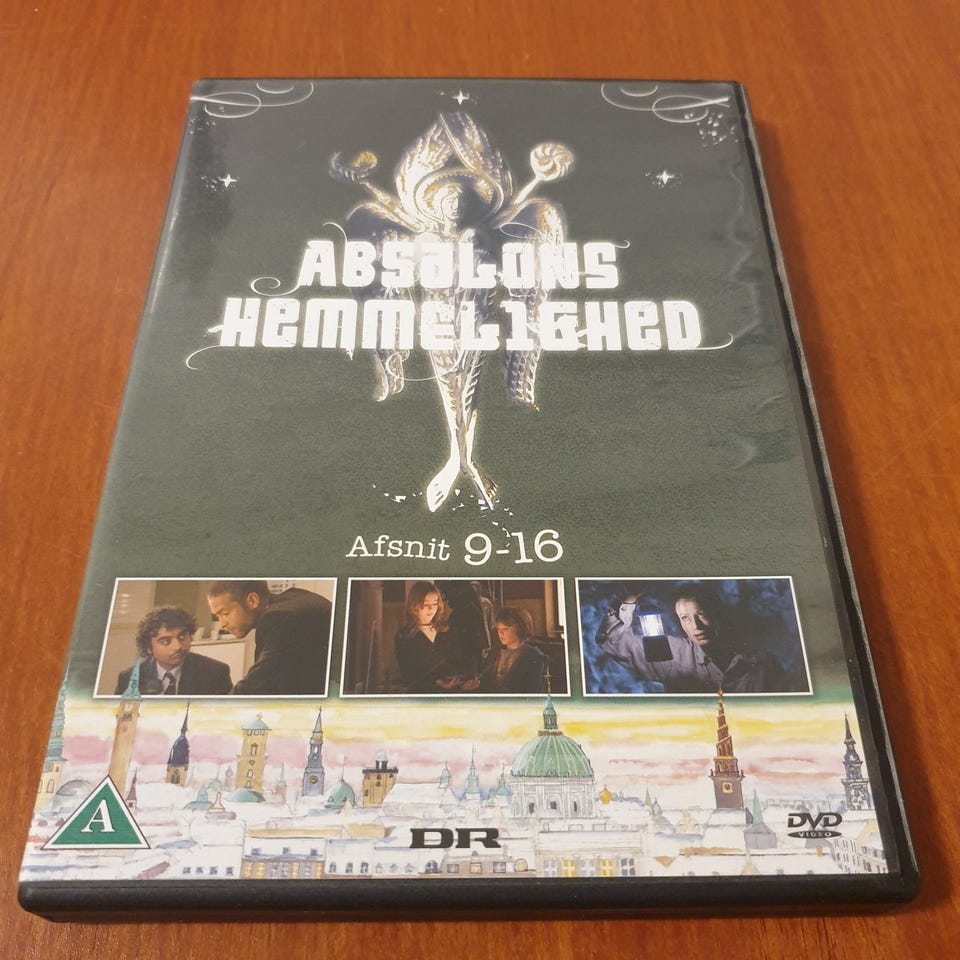 ABSALONS
HEMMELIGHED
Afsnit 9-16
A
DR
DVD
VIDEO